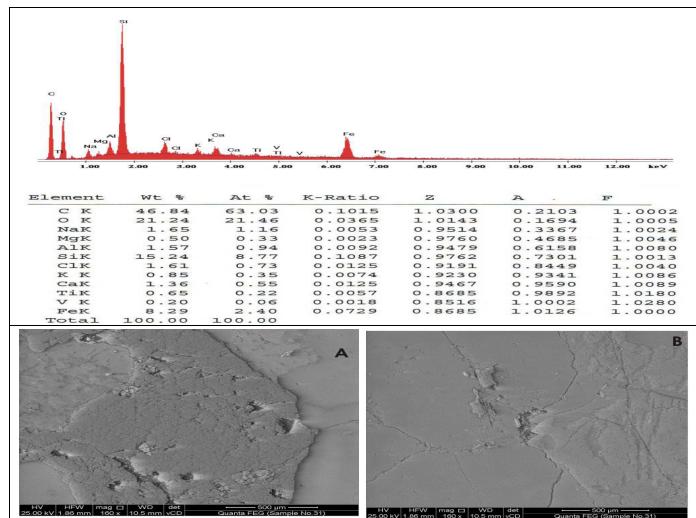 Si
C
O
Ti
Ti
Na
Mg
Al
Cl
Cl
K
K
Ca
Ca
Ti
V
Ti
V
Fe
Fe
1.00 2.00 3.00 4.00 5.00 6.00 7.00 8.00 9.00 10.00 11.00 12.00 keV
Element Wt % At % K-Ratio Z A F
C K 46.84 63.03 0.1015 1.0300 0.2103 1.0002
O K 21.24 21.46 0.0365 1.0143 0.1694 1.0005
NaK 1.65 1.16 0.0053 0.9514 0.3367 1.0024
MgK 0.50 0.33 0.0023 0.9760 0.4685 1.0046
AlK 1.57 0.94 0.0092 0.9479 0.6158 1.0080
SiK 15.24 8.77 0.1087 0.9762 0.7301 1.0013
ClK 1.61 0.73 0.0125 0.9191 0.8449 1.0040
K K 0.85 0.35 0.0074 0.9230 0.9341 1.0086
CaK 1.36 0.55 0.0125 0.9467 0.9590 1.0089
TiK 0.65 0.22 0.0057 0.8685 0.9892 1.0180
V K 0.20 0.06 0.0018 0.8516 1.0002 1.0280
FeK 8.29 2.40 0.0729 0.8685 1.0126 1.0000
Total 100.00 100.00
A
HV HFW mag WD det 500 µm
25.00 kV 1.86 mm 160 x 10.5 mm vCD Quanta FEG (Sample No.31)
B
HV HFW mag WD det 500 µm
25.00 kV 1.86 mm 160 x 10.5 mm vCD Quanta FEG (Sample No.31)